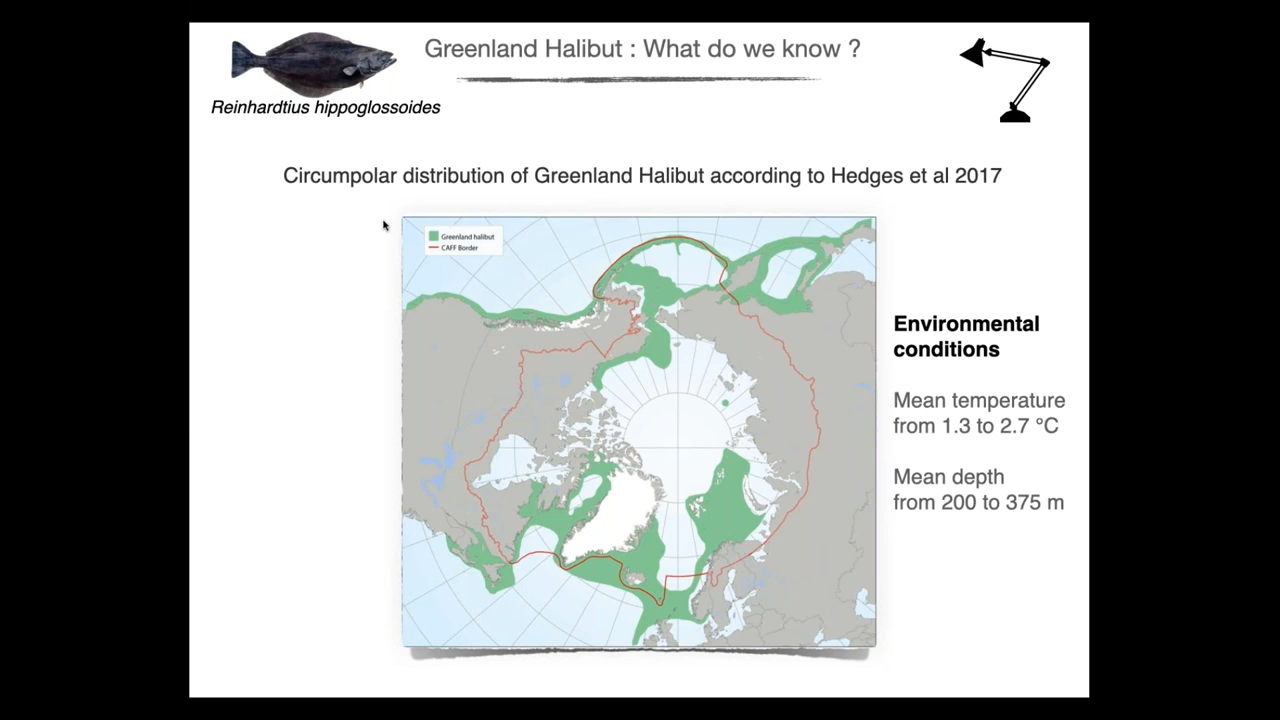 Greenland Halibut : What do we know ?
Reinhardtius hippoglossoides
Circumpolar distribution of Greenland Halibut according to Hedges et al 2017
Greenland halibut
CAFF Border
Environmental
conditions
Mean temperature
from 1.3 to 2.7 °C
Mean depth
from 200 to 375 m